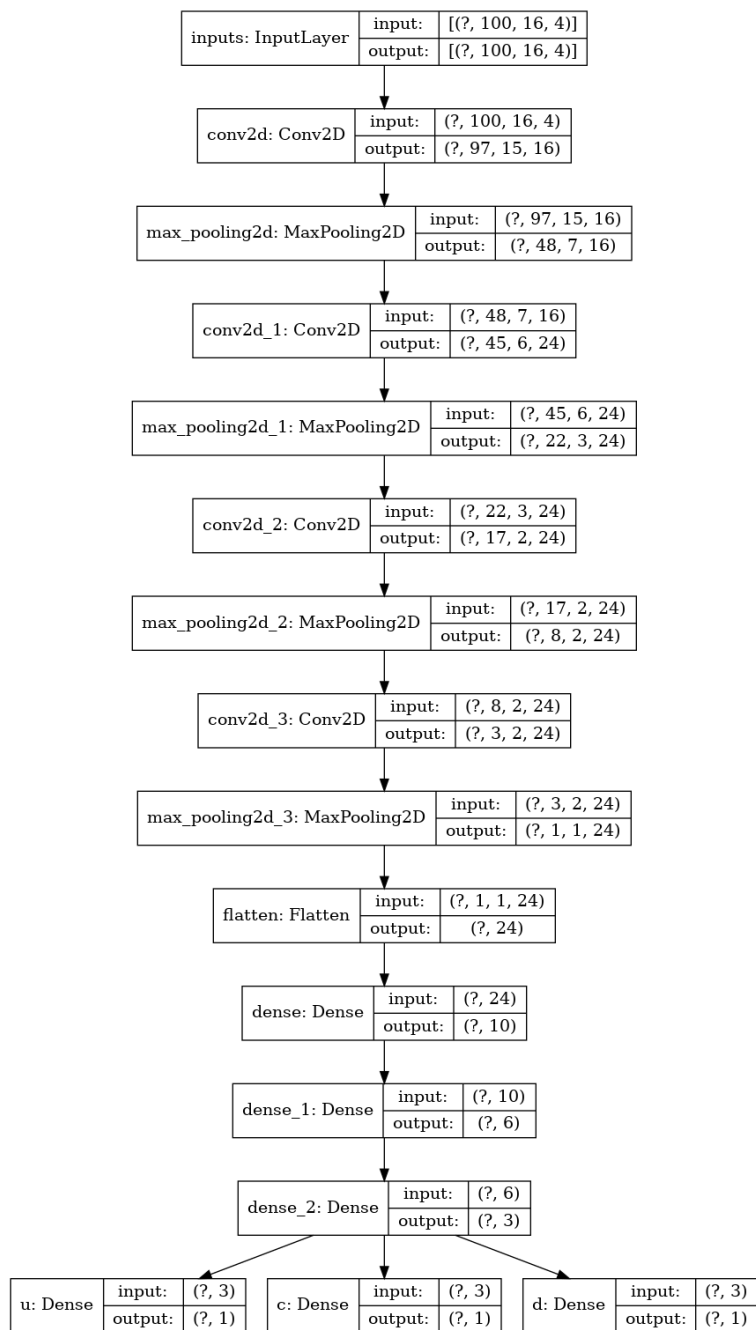 inputs: InputLayer
input: [(?, 100, 16, 4)]
output: [(?, 100, 16, 4)]
conv2d: Conv2D
input: (?, 100, 16, 4)
output: (?, 97, 15, 16)
max_pooling2d: MaxPooling2D
input: (?, 97, 15, 16)
output: (?, 48, 7, 16)
conv2d_1: Conv2D
input: (?, 48, 7, 16)
output: (?, 45, 6, 24)
max_pooling2d_1: MaxPooling2D
input: (?, 45, 6, 24)
output: (?, 22, 3, 24)
conv2d_2: Conv2D
input: (?, 22, 3, 24)
output: (?, 17, 2, 24)
max_pooling2d_2: MaxPooling2D
input: (?, 17, 2, 24)
output: (?, 8, 2, 24)
conv2d_3: Conv2D
input: (?, 8, 2, 24)
output: (?, 3, 2, 24)
max_pooling2d_3: MaxPooling2D
input: (?, 3, 2, 24)
output: (?, 1, 1, 24)
flatten: Flatten
input: (?, 1, 1, 24)
output: (?, 24)
dense: Dense
input: (?, 24)
output: (?, 10)
dense_1: Dense
input: (?, 10)
output: (?, 6)
dense_2: Dense
input: (?, 6)
output: (?, 3)
u: Dense
input: (?, 3)
output: (?, 1)
c: Dense
input: (?, 3)
output: (?, 1)
d: Dense
input: (?, 3)
output: (?, 1)